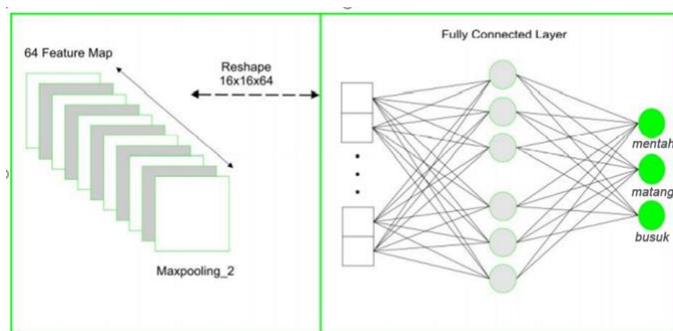 64 Feature Map
Reshape
16x16x64
Maxpooling_2
Fully Connected Layer
mentah
matang
busuk